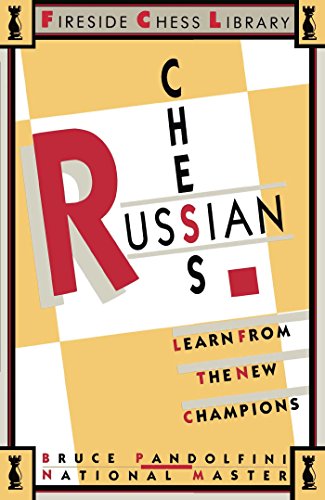 FIRESIDE CHESS LIBRARY
CHESS
RUSSIAN
LEARN FROM
THE NEW
CHAMPIONS
BRUCE PANDOLFINI
NATIONAL MASTER